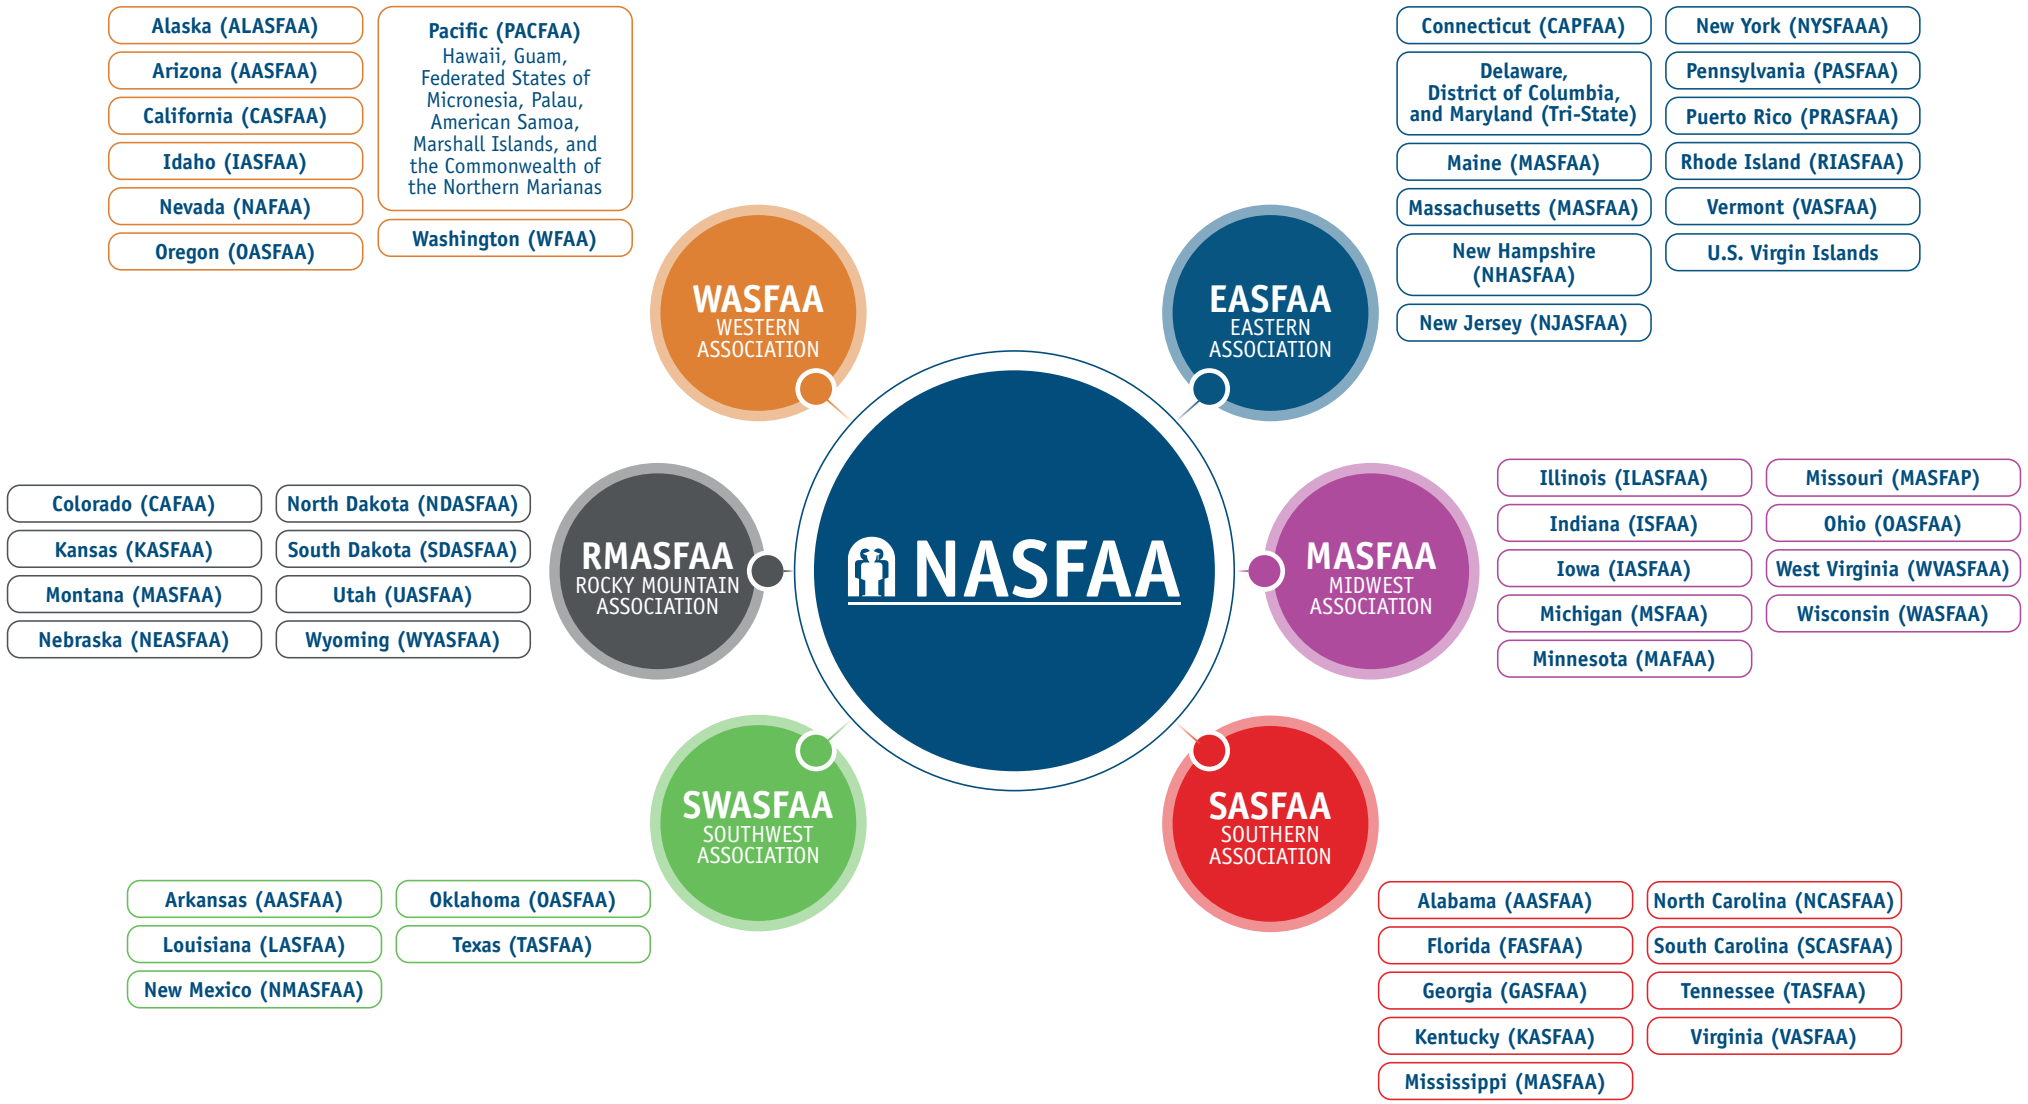 Alaska (ALASFAA)
Arizona (AASFAA)
California (CASFAA)
Idaho (IASFAA)
Nevada (NAFAA)
Oregon (OASFAA)
Pacific (PACFAA)
Hawaii, Guam,
Federated States of
Micronesia, Palau,
American Samoa,
Marshall Islands, and
the Commonwealth of
the Northern Marianas
Washington (WFAA)
WASFAA
WESTERN
ASSOCIATION
EASFAA
EASTERN
ASSOCIATION
Connecticut (CAPFAA)
Delaware,
District of Columbia,
and Maryland (Tri-State)
Maine (MASFAA)
Massachusetts (MASFAA)
New Hampshire
(NHASFAA)
New Jersey (NJASFAA)
New York (NYSFAAA)
Pennsylvania (PASFAA)
Puerto Rico (PRASFAA)
Rhode Island (RIASFAA)
Vermont (VASFAA)
U.S. Virgin Islands
Colorado (CAFAA)
Kansas (KASFAA)
Montana (MASFAA)
Nebraska (NEASFAA)
North Dakota (NDASFAA)
South Dakota (SDASFAA)
Utah (UASFAA)
Wyoming (WYASFAA)
RMASFAA
ROCKY MOUNTAIN
ASSOCIATION
NASFAA
MASFAA
MIDWEST
ASSOCIATION
Illinois (ILASFAA)
Indiana (ISFAA)
Iowa (IASFAA)
Michigan (MSFAA)
Minnesota (MAFAA)
Missouri (MASFAP)
Ohio (OASFAA)
West Virginia (WVASFAA)
Wisconsin (WASFAA)
SWASFAA
SOUTHWEST
ASSOCIATION
Arkansas (AASFAA)
Louisiana (LASFAA)
New Mexico (NMASFAA)
Oklahoma (OASFAA)
Texas (TASFAA)
SASFAA
SOUTHERN
ASSOCIATION
Alabama (AASFAA)
Florida (FASFAA)
Georgia (GASFAA)
Kentucky (KASFAA)
Mississippi (MASFAA)
North Carolina (NCASFAA)
South Carolina (SCASFAA)
Tennessee (TASFAA)
Virginia (VASFAA)